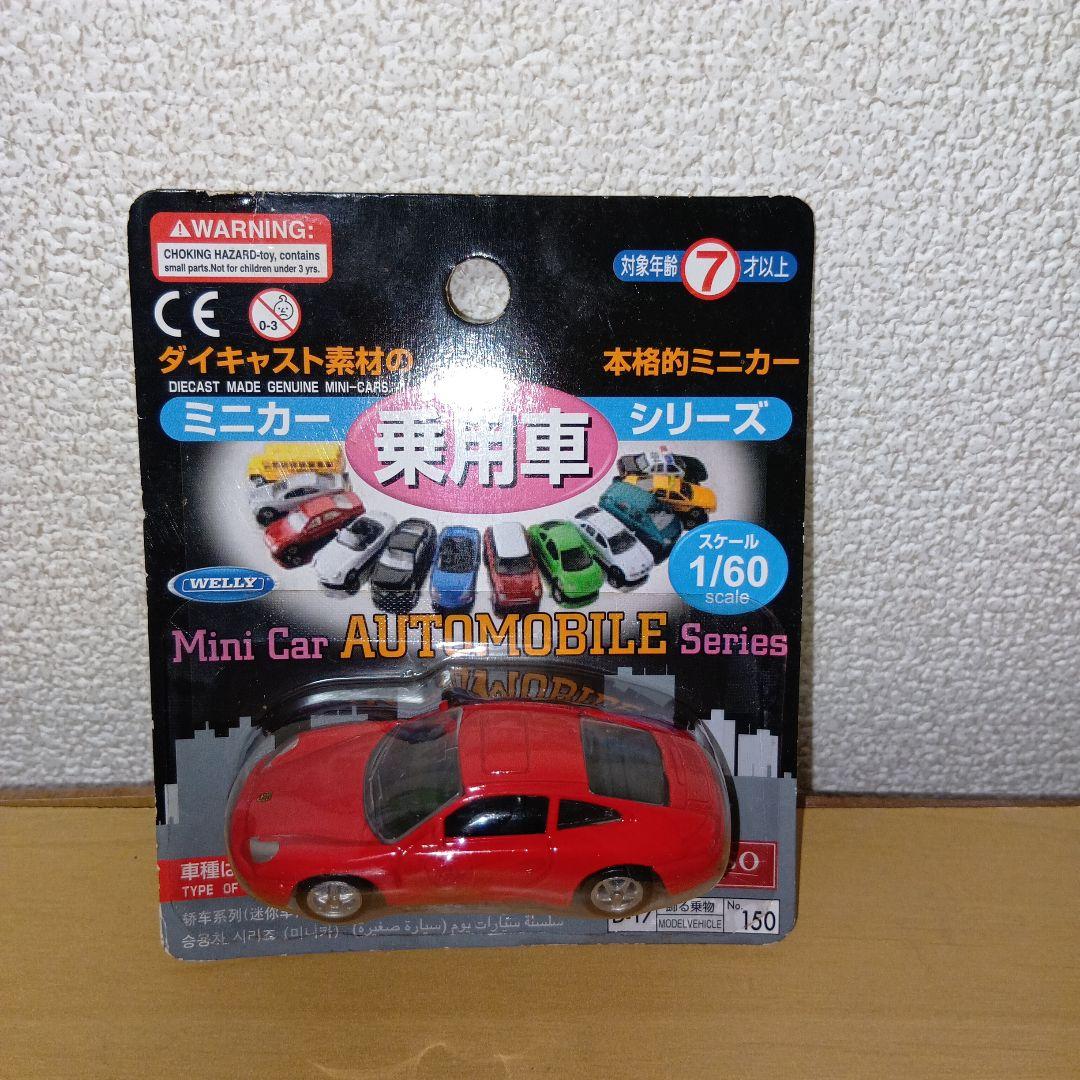 WARNING:
CHOKING HAZARD-toy, contains
small parts.Not for children under 3 yrs.
対象年齢 7 才以上
CE
0-3
ダイキャスト素材の 本格的ミニカー
DIECAST MADE GENUINE MINI-CARS
ミニカー 乗用車 シリーズ
スケール
1/60
scale
WELLY
Mini Car AUTOMOBILE Series
車種は
TYPE OF
SO
轿车系列(迷你车
승용차 시리즈 (미니카)
سلسلة سيارات يوم (سيارة صغيرة)
飾る乗物
MODELVEHICLE
No.
150